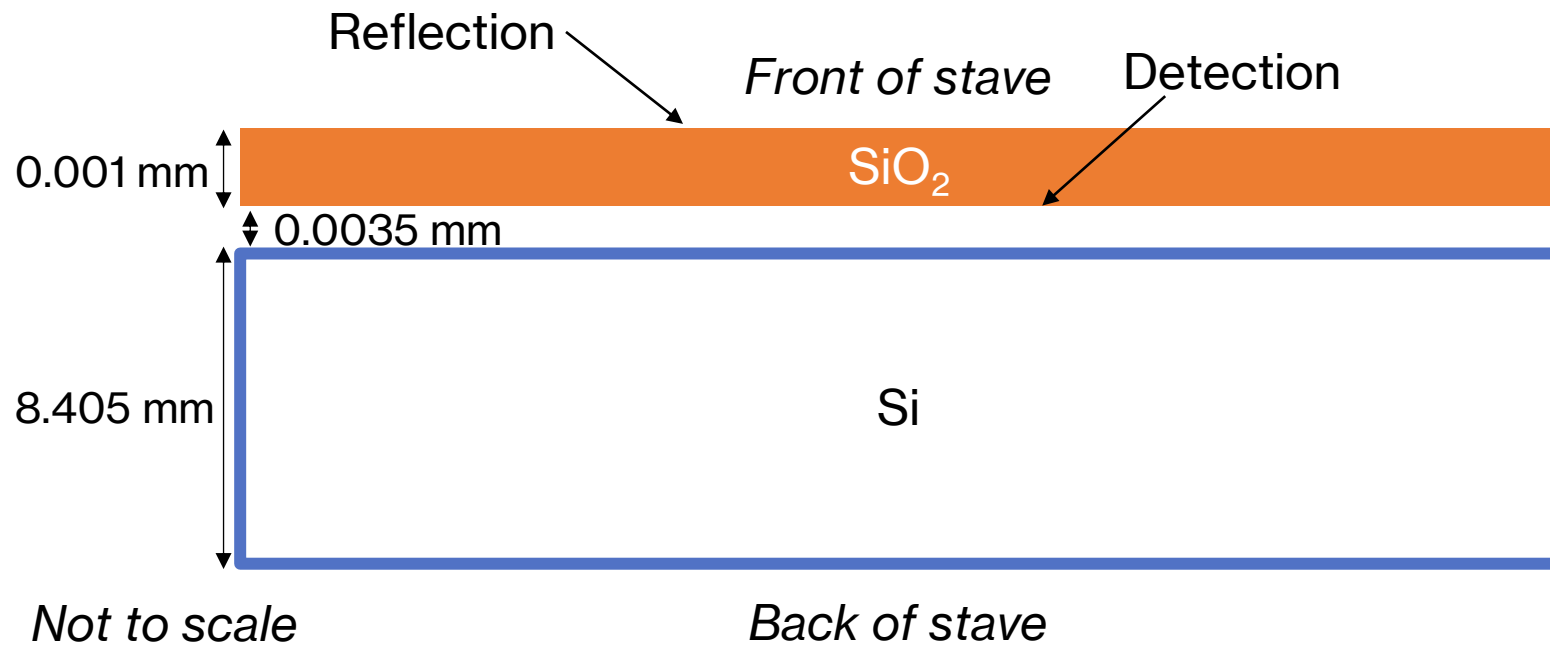 Reflection
Front of stave
Detection
0.001 mm
SiO₂
0.0035 mm
8.405 mm
Si
Not to scale
Back of stave